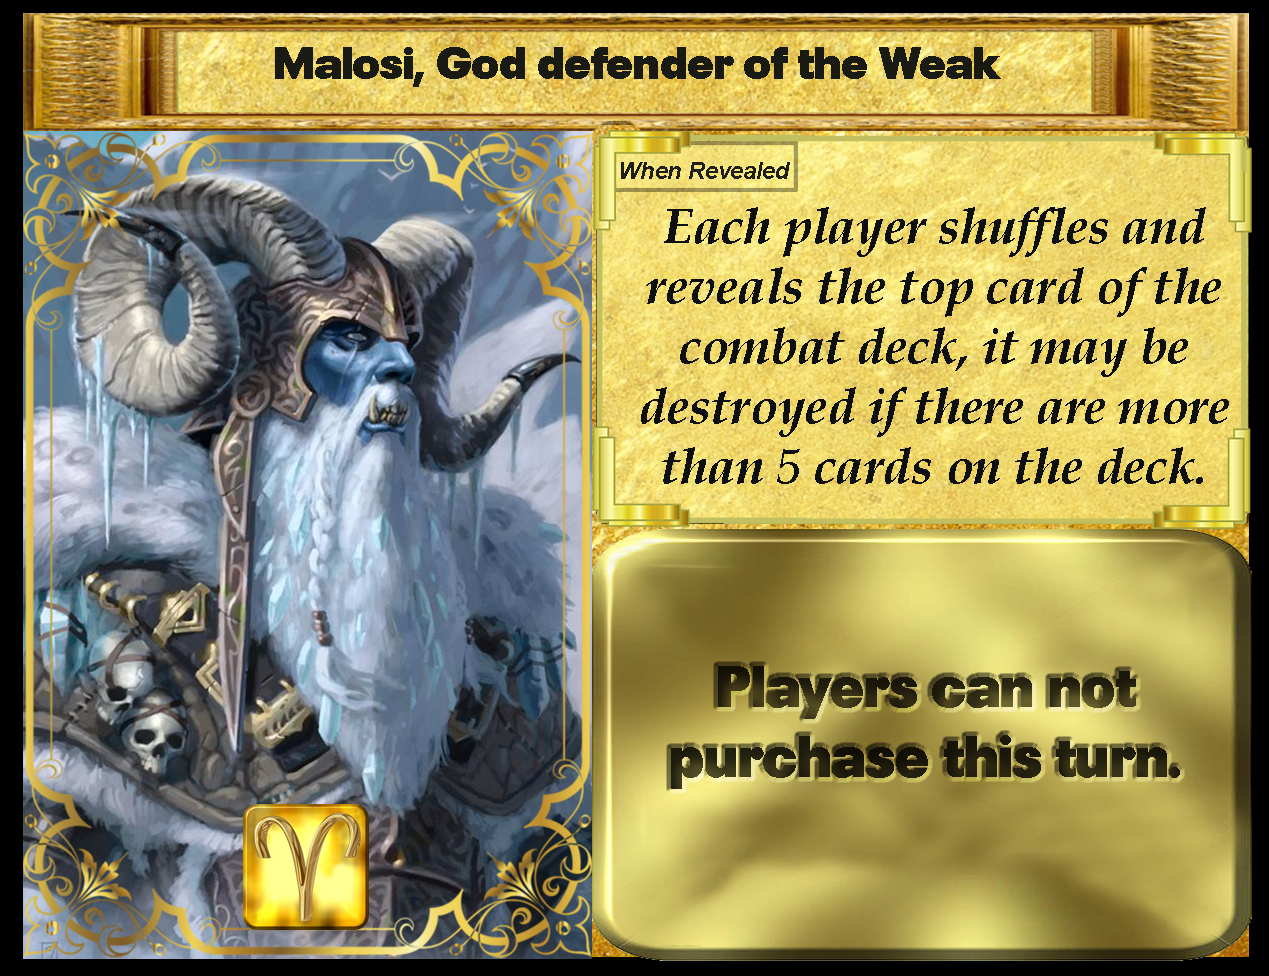 Malosi, God defender of the Weak
When Revealed
Each player shuffles and
reveals the top card of the
combat deck, it may be
destroyed if there are more
than 5 cards on the deck.
Players can not
purchase this turn.